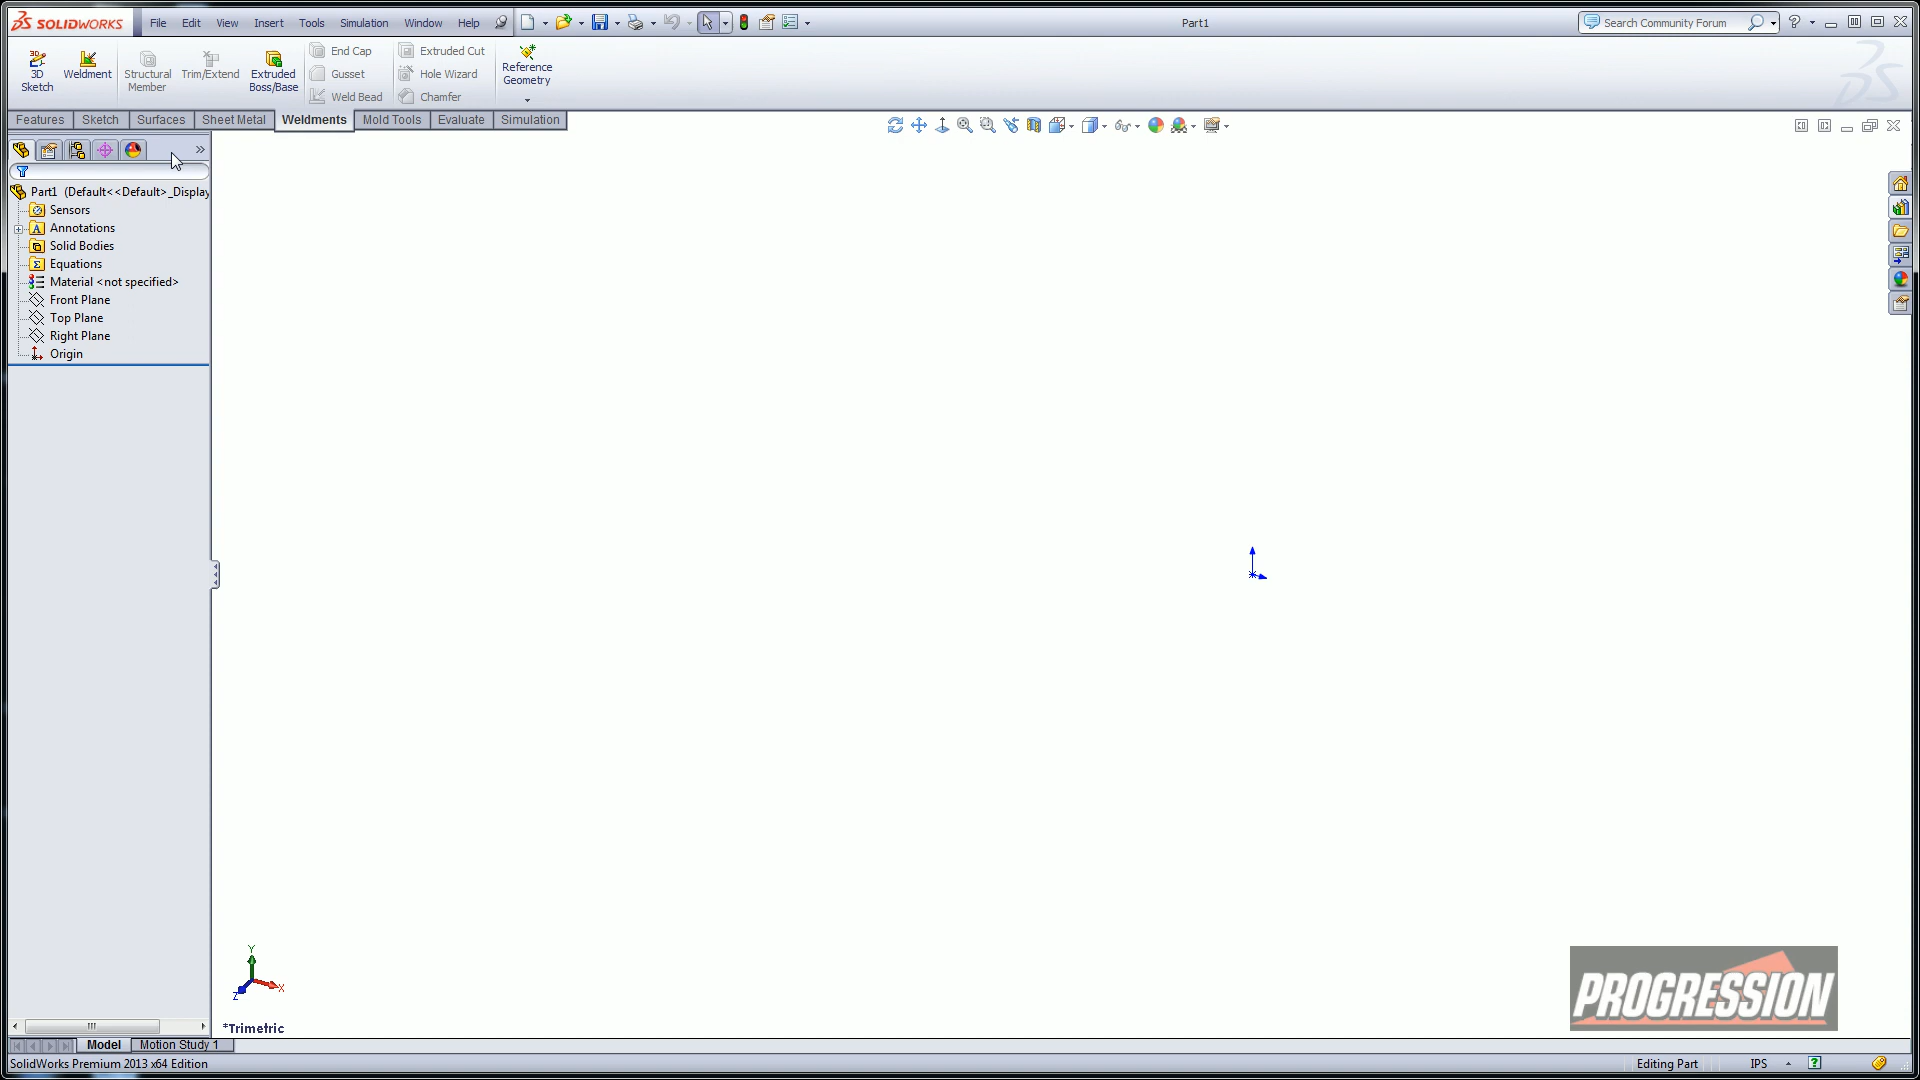 SOLIDWORKS File Edit View Insert Tools Simulation Window Help Part1 Search Community Forum
3D Sketch
Weldment
Structural Member
Trim/Extend
Extruded Boss/Base
End Cap
Gusset
Weld Bead
Extruded Cut
Hole Wizard
Chamfer
Reference Geometry
Features Sketch Surfaces Sheet Metal Weldments Mold Tools Evaluate Simulation
Part1 (Default<<Default>_Display
Sensors
Annotations
Solid Bodies
Equations
Material <not specified>
Front Plane
Top Plane
Right Plane
Origin
Y
X
Z
*Trimetric
PROGRESSION
Model Motion Study 1
SolidWorks Premium 2013 x64 Edition Editing Part IPS